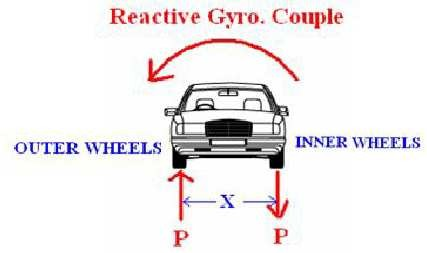 Reactive Gyro. Couple
OUTER WHEELS
INNER WHEELS
X
P
P